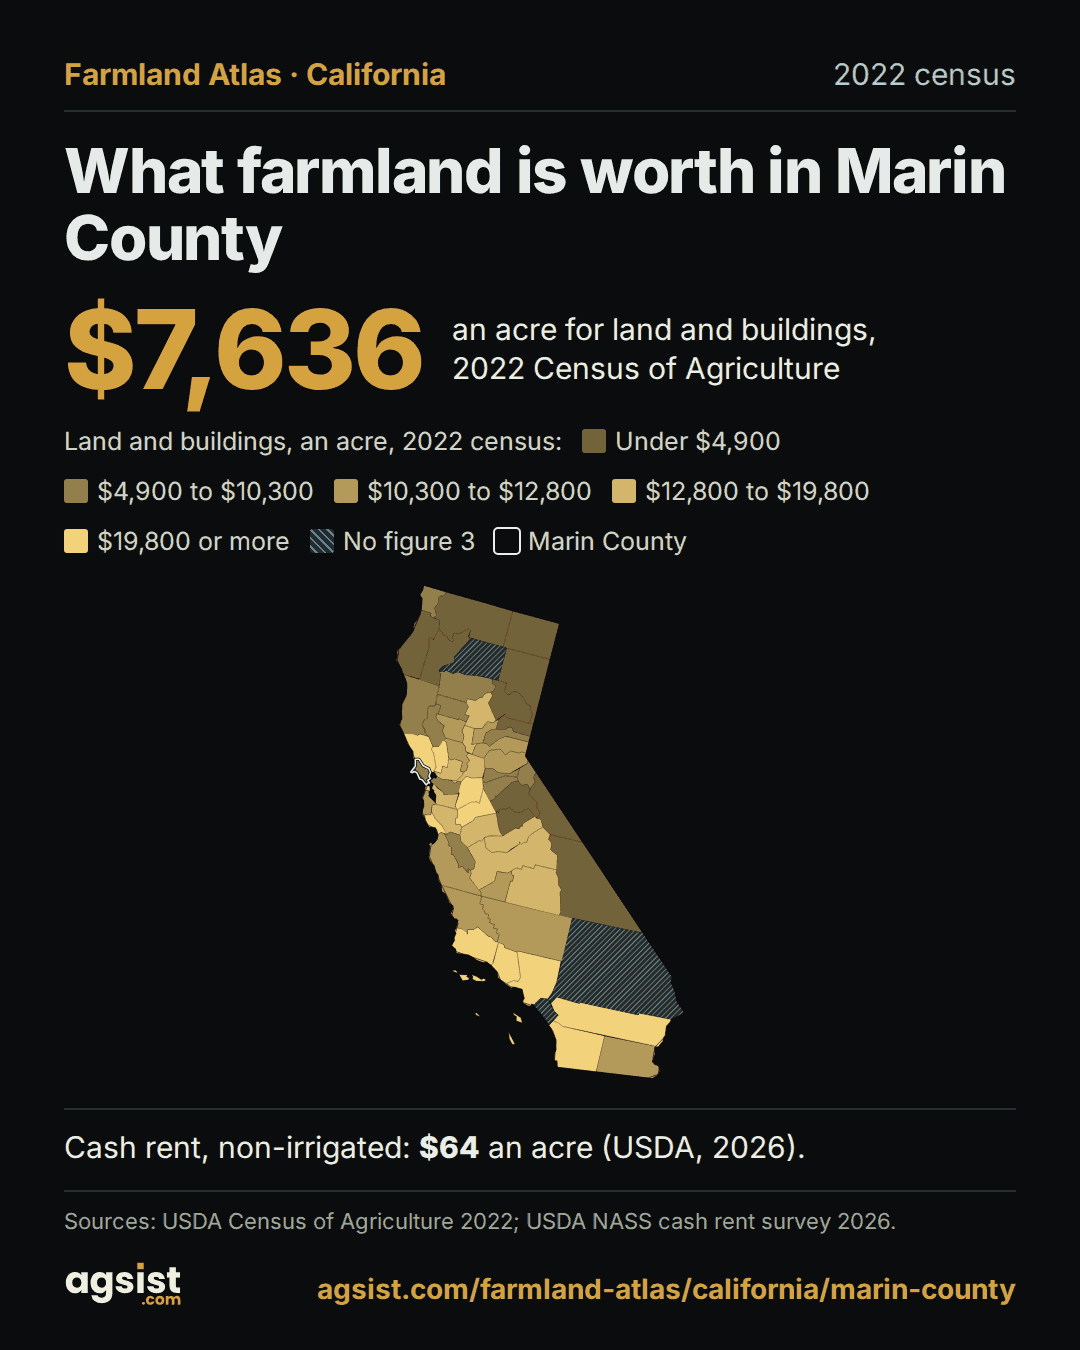 Farmland Atlas · California
2022 census
What farmland is worth in Marin
County
$7,636
an acre for land and buildings,
2022 Census of Agriculture
Land and buildings, an acre, 2022 census: Under $4,900
$4,900 to $10,300 $10,300 to $12,800 $12,800 to $19,800
$19,800 or more No figure 3 Marin County
Cash rent, non-irrigated: $64 an acre (USDA, 2026).
Sources: USDA Census of Agriculture 2022; USDA NASS cash rent survey 2026.
agsist
.com
agsist.com/farmland-atlas/california/marin-county